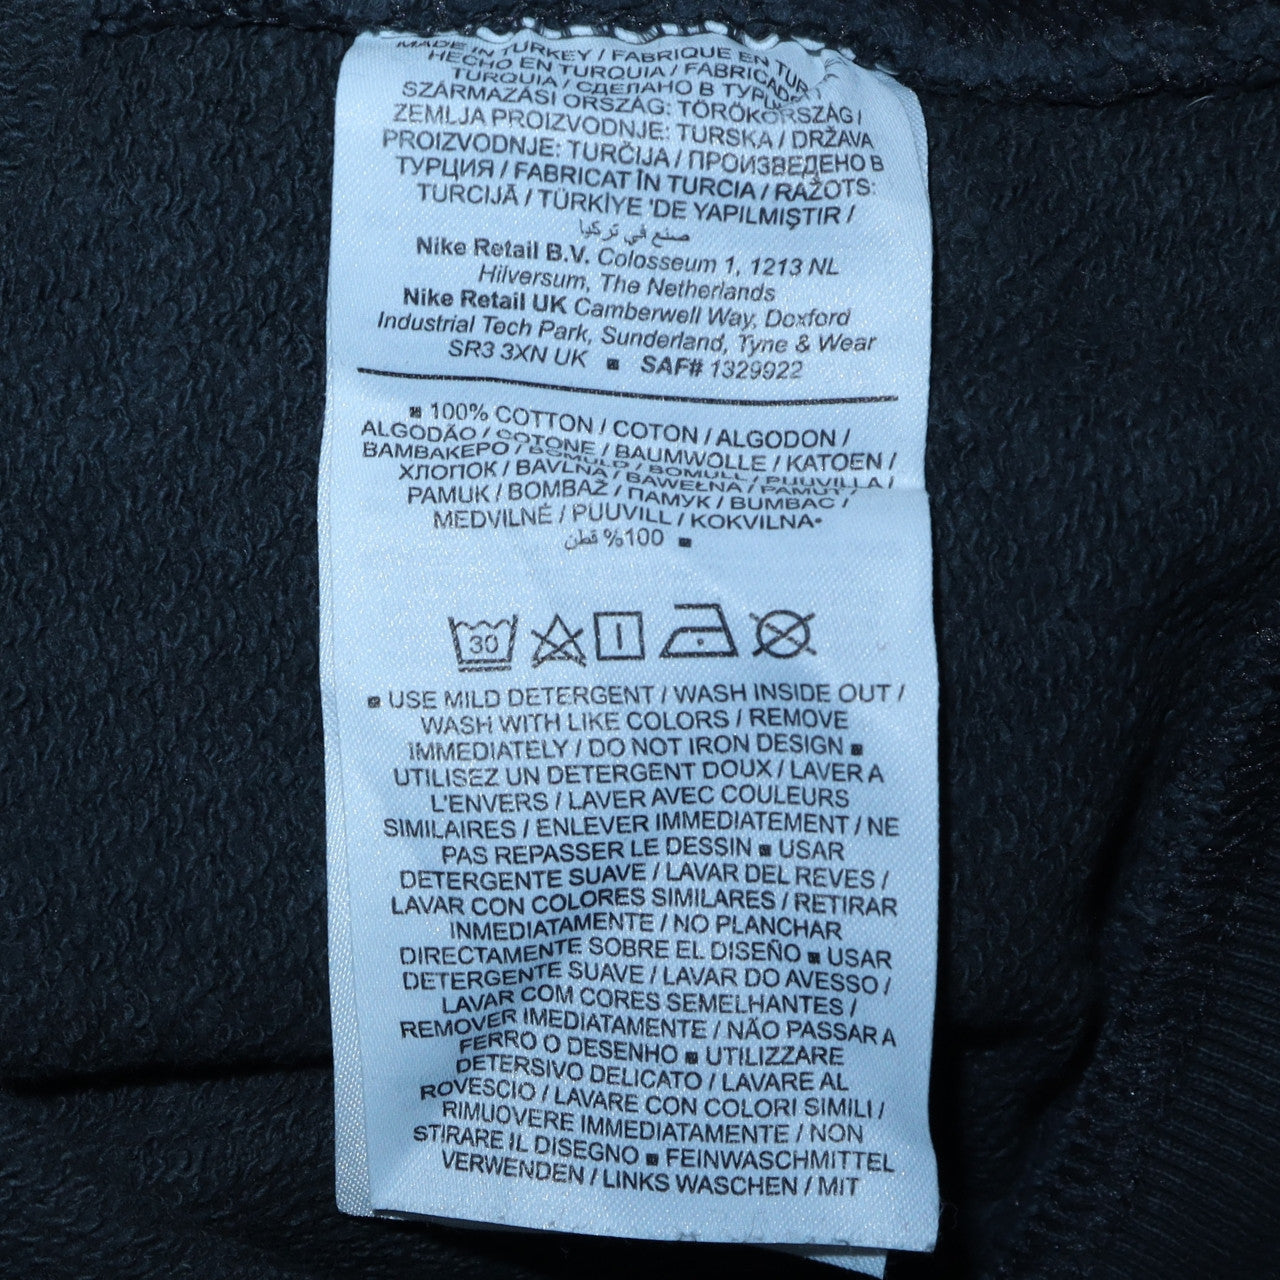 MADE IN TURKEY / FABRIQUE EN TUR
HECHO EN TURQUIA / FABRICADO
TURQUIA / СДЕЛАНО В ТУРЦИ
SZÁRMAZÁSI ORSZÁG: TÖRÖKORSZÁG /
ZEMLJA PROIZVODNJE: TURSKA / DRŽAVA
PROIZVODNJE: TURČIJA / ПРОИЗВЕДЕНО В
ТУРЦИЯ / FABRICAT ÎN TURCIA / RAŽOTS:
TURCIJĀ / TÜRKİYE 'DE YAPILMIŞTIR /
صنع في تركيا
Nike Retail B.V. Colosseum 1, 1213 NL
Hilversum, The Netherlands
Nike Retail UK Camberwell Way, Doxford
Industrial Tech Park, Sunderland, Tyne & Wear
SR3 3XN UK ▪ SAF# 1329922
▪ 100% COTTON / COTON / ALGODON /
ALGODÃO / COTONE / BAUMWOLLE / KATOEN /
ΒΑΜΒΑΚΕΡΟ / BOMULD / BOMULL / PUUVILLA /
ХЛОПОК / BAVLNA / BAWEŁNA / PAMUT /
PAMUK / BOMBAŽ / ПАМУК / BUMBAC /
MEDVILNĖ / PUUVILL / KOKVILNA•
100% قطن ▪
30
▪ USE MILD DETERGENT / WASH INSIDE OUT /
WASH WITH LIKE COLORS / REMOVE
IMMEDIATELY / DO NOT IRON DESIGN ▪
UTILISEZ UN DETERGENT DOUX / LAVER A
L'ENVERS / LAVER AVEC COULEURS
SIMILAIRES / ENLEVER IMMEDIATEMENT / NE
PAS REPASSER LE DESSIN ▪ USAR
DETERGENTE SUAVE / LAVAR DEL REVES /
LAVAR CON COLORES SIMILARES / RETIRAR
INMEDIATAMENTE / NO PLANCHAR
DIRECTAMENTE SOBRE EL DISEÑO ▪ USAR
DETERGENTE SUAVE / LAVAR DO AVESSO /
LAVAR COM CORES SEMELHANTES /
REMOVER IMEDIATAMENTE / NÃO PASSAR A
FERRO O DESENHO ▪ UTILIZZARE
DETERSIVO DELICATO / LAVARE AL
ROVESCIO / LAVARE CON COLORI SIMILI /
RIMUOVERE IMMEDIATAMENTE / NON
STIRARE IL DISEGNO ▪ FEINWASCHMITTEL
VERWENDEN / LINKS WASCHEN / MIT